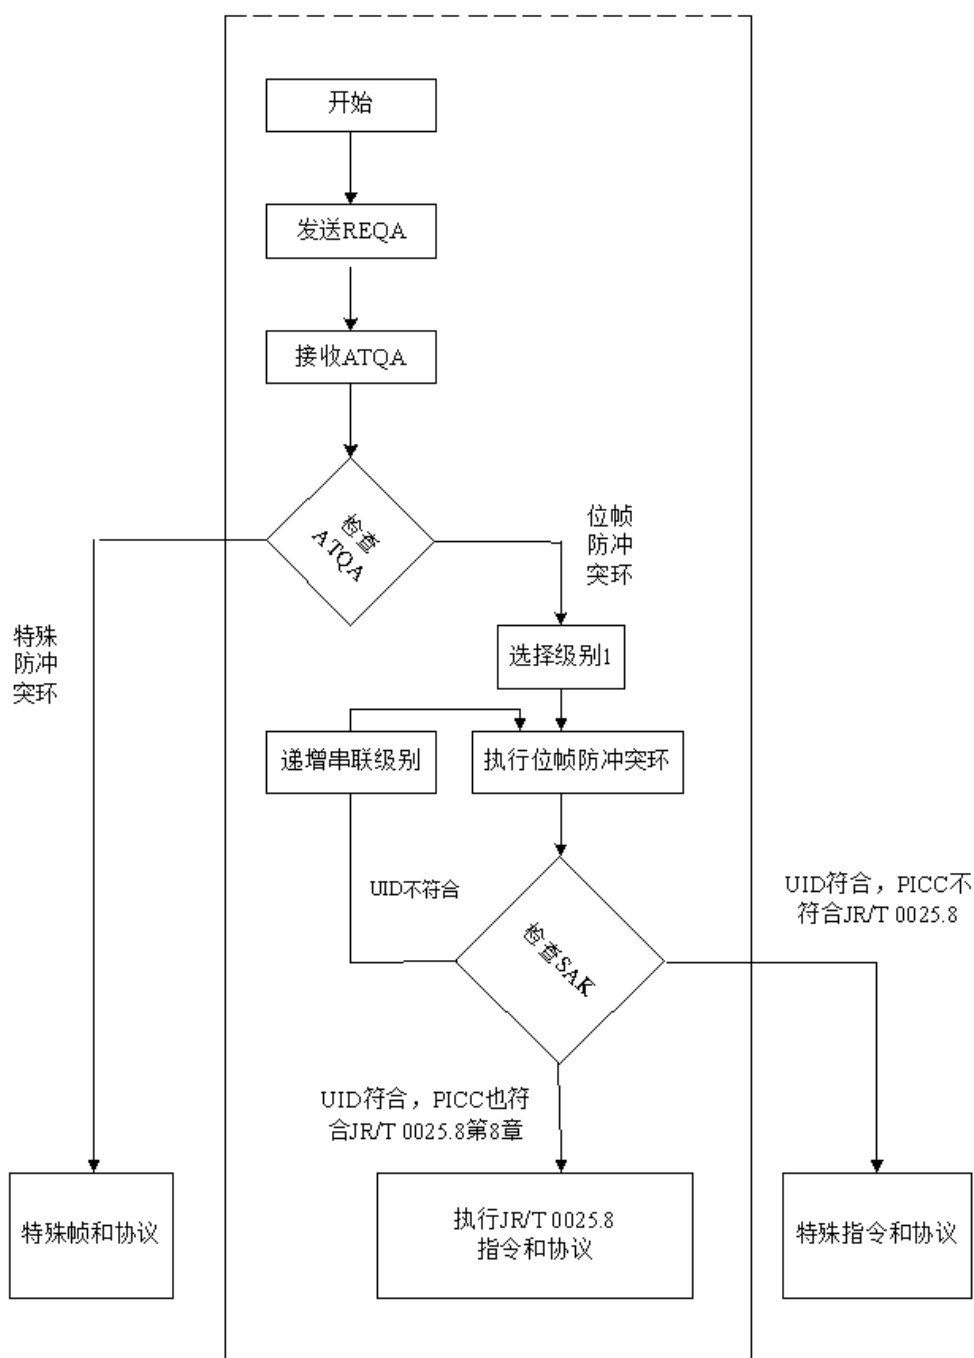 开始
发送REQA
接收ATQA
检查
ATQA
位帧
防冲
突环
特殊
防冲
突环
选择级别1
递增串联级别
执行位帧防冲突环
UID不符合
UID符合，PICC不
符合JR/T 0025.8
检查SAK
UID符合，PICC也符
合JR/T 0025.8第8章
特殊帧和协议
执行JR/T 0025.8
指令和协议
特殊指令和协议